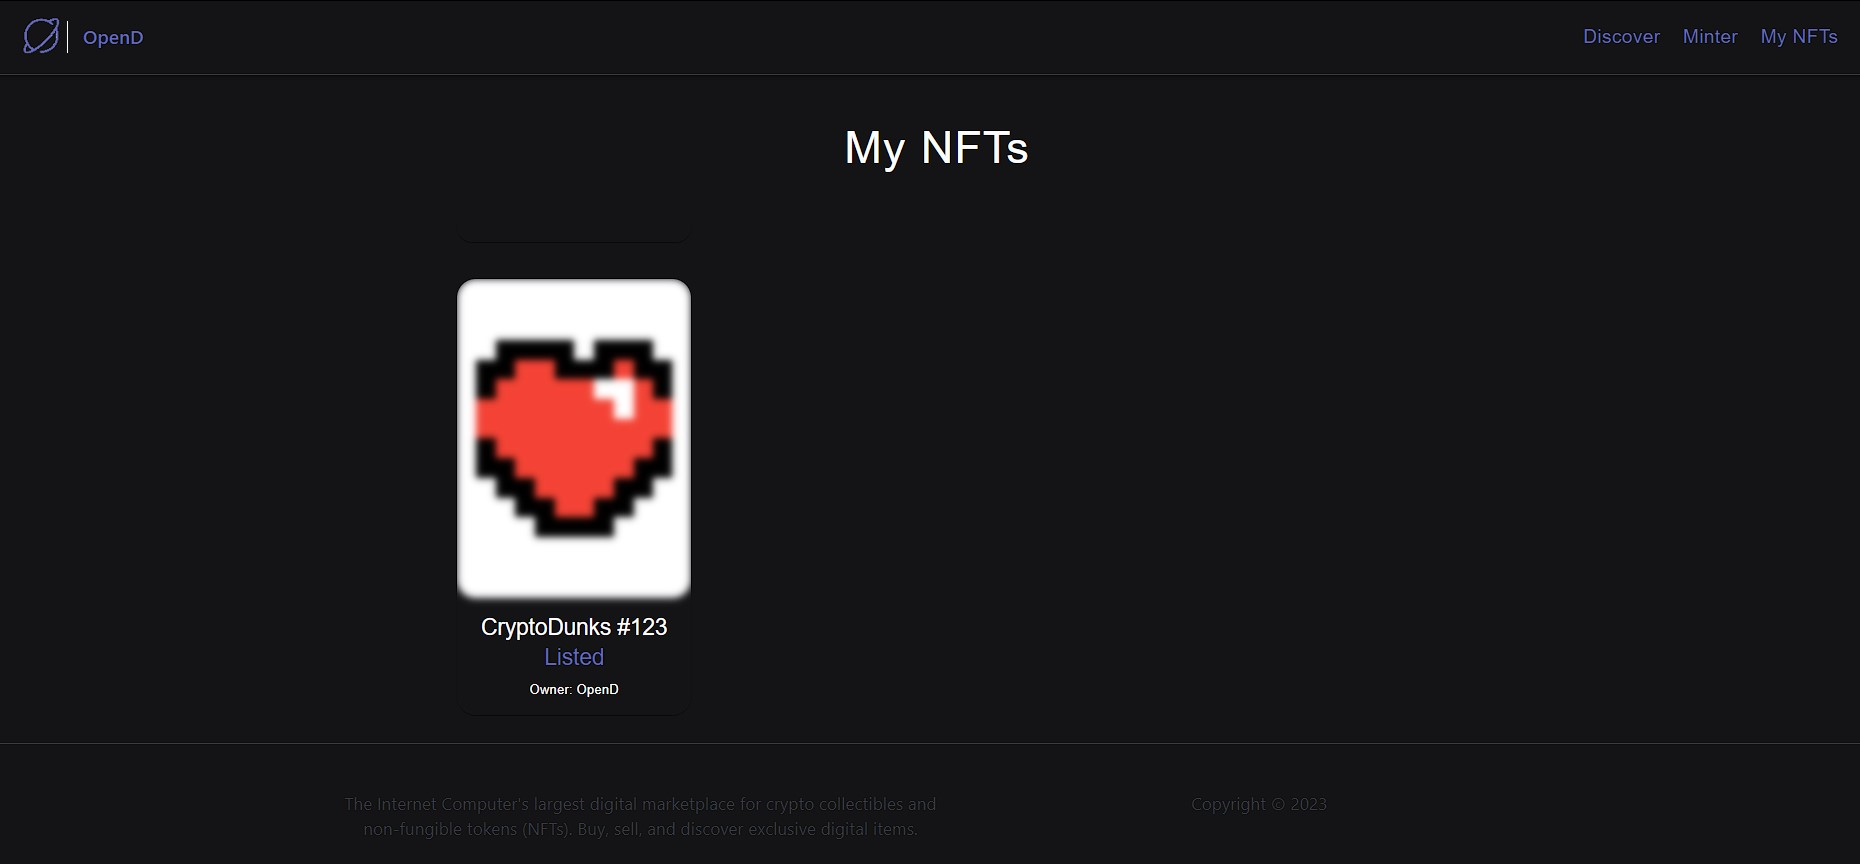 OpenD
Discover Minter My NFTs
My NFTs
CryptoDunks #123
Listed
Owner: OpenD
The Internet Computer's largest digital marketplace for crypto collectibles and
non-fungible tokens (NFTs). Buy, sell, and discover exclusive digital items.
Copyright © 2023